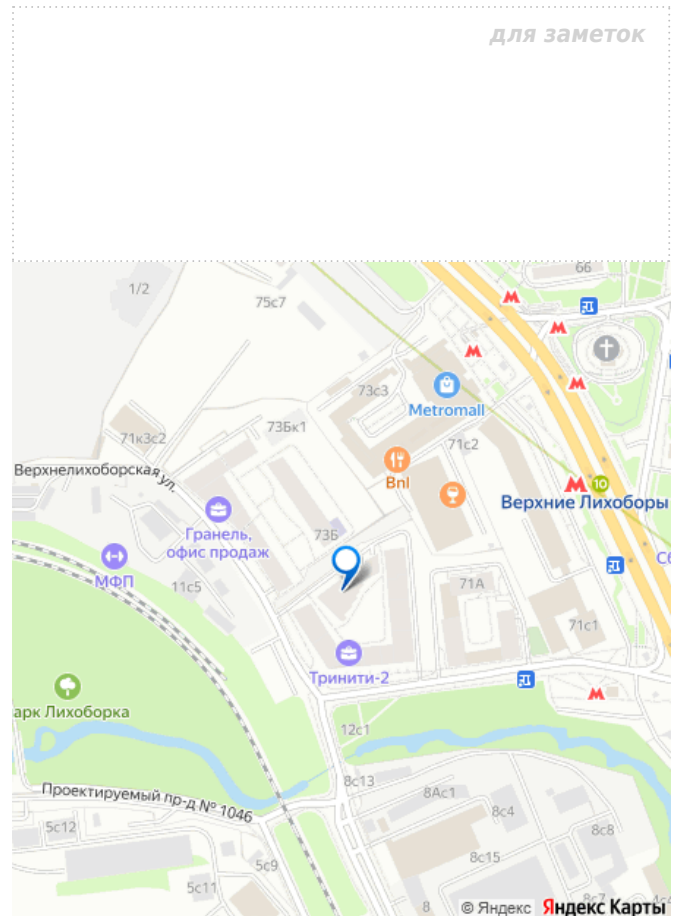 для заметок
66
1/2
75с7
73с3
Metromall
73Бк1
71к3с2
71с2
Bnl
Верхнелихоборская ул.
10
Верхние Лихоборы
Гранель,
офис продаж
73Б
МФП
11с5
71А
71с1
Тринити-2
арк Лихоборка
12с1
8с13
8Ас1
Проектируемый пр-д № 1046
8с4
5с12
8с8
8с15
5с9
5с11
8
© Яндекс Яндекс Карты